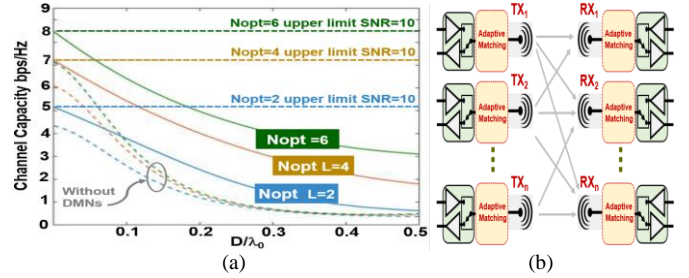 Nopt=6 upper limit SNR=10
Nopt=4 upper limit SNR=10
Nopt=2 upper limit SNR=10
Nopt =6
Nopt L=4
Nopt L=2
Without
DMNs
Channel Capacity bps/Hz
9
8
7
6
5
4
3
2
1
0
0.1
0.2
0.3
0.4
0.5
D/λ0
(a)
TX1
RX1
Adaptive
Matching
Adaptive
Matching
TX2
RX2
Adaptive
Matching
Adaptive
Matching
TXn
RXn
Adaptive
Matching
Adaptive
Matching
(b)